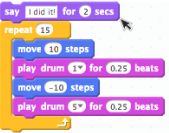 say I did it! for 2 secs
repeat 15
move 10 steps
play drum 1 for 0.25 beats
move -10 steps
play drum 5 for 0.25 beats